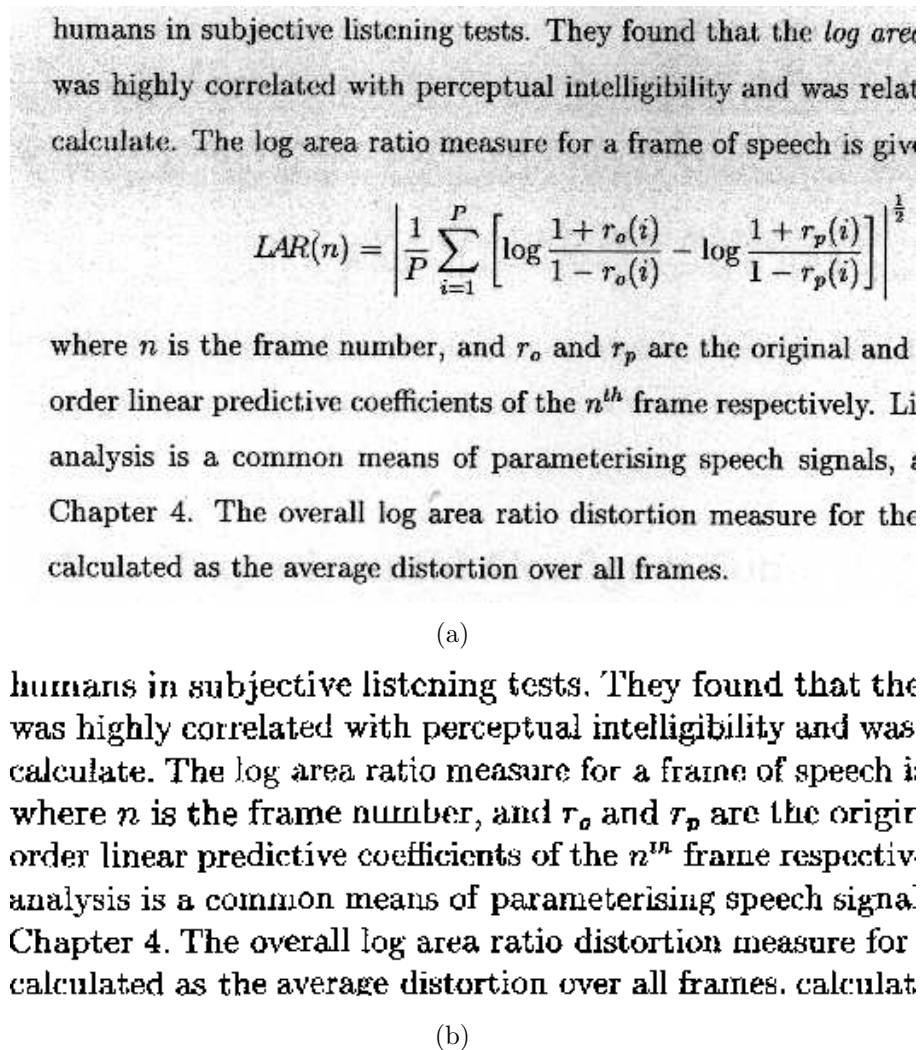 humans in subjective listening tests. They found that the log area
was highly correlated with perceptual intelligibility and was relat
calculate. The log area ratio measure for a frame of speech is give
LAR(n) = | 1/P ∑_{i=1}^{P} [ log (1 + r_o(i))/(1 − r_o(i)) − log (1 + r_p(i))/(1 − r_p(i)) ] |^{1/2}
where n is the frame number, and r_o and r_p are the original and
order linear predictive coefficients of the n^{th} frame respectively. Li
analysis is a common means of parameterising speech signals, a
Chapter 4. The overall log area ratio distortion measure for the
calculated as the average distortion over all frames.
(a)
humans in subjective listening tests. They found that the
was highly correlated with perceptual intelligibility and was
calculate. The log area ratio measure for a frame of speech is
where n is the frame number, and r_o and r_p are the origin
order linear predictive coefficients of the n^{th} frame respectiv
analysis is a common means of parameterising speech signal
Chapter 4. The overall log area ratio distortion measure for
calculated as the average distortion over all frames. calculat
(b)